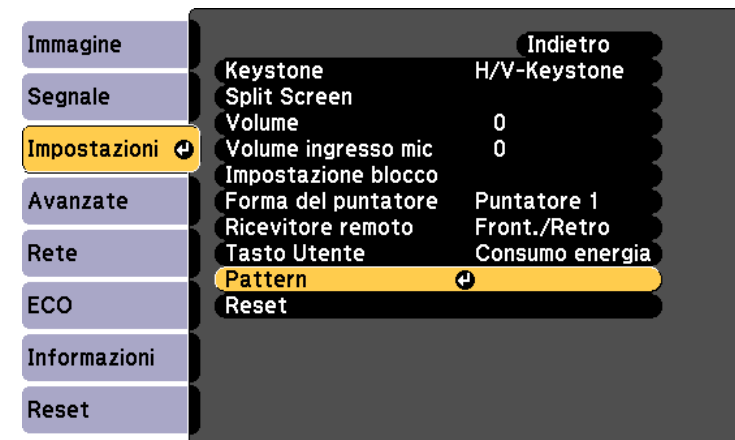 Immagine
Segnale
Impostazioni
Avanzate
Rete
ECO
Informazioni
Reset
Indietro
Keystone H/V-Keystone
Split Screen
Volume 0
Volume ingresso mic 0
Impostazione blocco
Forma del puntatore Puntatore 1
Ricevitore remoto Front./Retro
Tasto Utente Consumo energia
Pattern
Reset